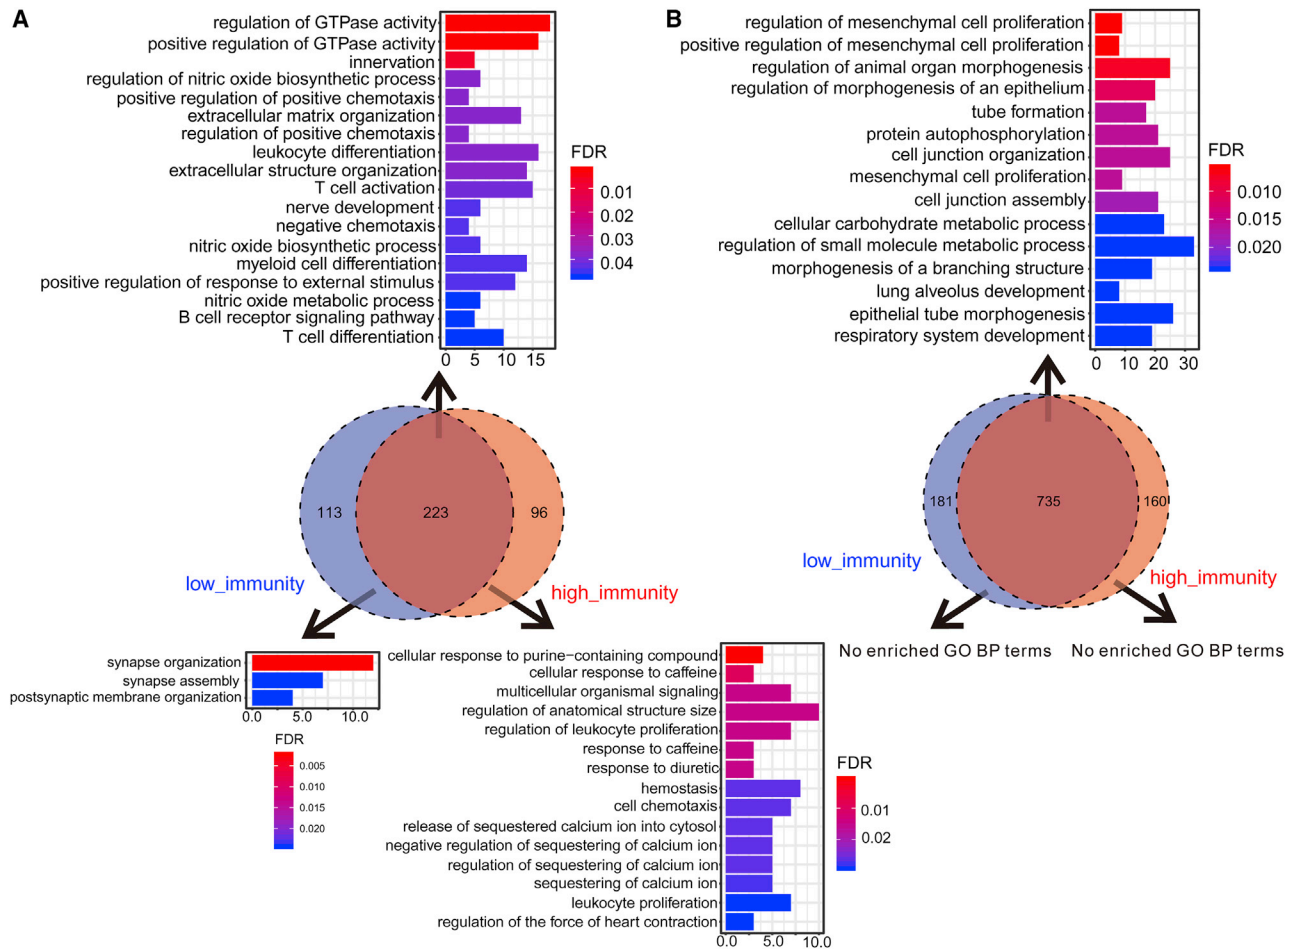 A
regulation of GTPase activity
positive regulation of GTPase activity
innervation
regulation of nitric oxide biosynthetic process
positive regulation of positive chemotaxis
extracellular matrix organization
regulation of positive chemotaxis
leukocyte differentiation
extracellular structure organization
T cell activation
nerve development
negative chemotaxis
nitric oxide biosynthetic process
myeloid cell differentiation
positive regulation of response to external stimulus
nitric oxide metabolic process
B cell receptor signaling pathway
T cell differentiation
0 5 10 15
FDR
0.01
0.02
0.03
0.04
113
223
96
low_immunity
high_immunity
synapse organization
synapse assembly
postsynaptic membrane organization
0.0 5.0 10.0
FDR
0.005
0.010
0.015
0.020
cellular response to purine−containing compound
cellular response to caffeine
multicellular organismal signaling
regulation of anatomical structure size
regulation of leukocyte proliferation
response to caffeine
response to diuretic
hemostasis
cell chemotaxis
release of sequestered calcium ion into cytosol
negative regulation of sequestering of calcium ion
regulation of sequestering of calcium ion
sequestering of calcium ion
leukocyte proliferation
regulation of the force of heart contraction
0.0 5.0 10.0
FDR
0.01
0.02
B
regulation of mesenchymal cell proliferation
positive regulation of mesenchymal cell proliferation
regulation of animal organ morphogenesis
regulation of morphogenesis of an epithelium
tube formation
protein autophosphorylation
cell junction organization
mesenchymal cell proliferation
cell junction assembly
cellular carbohydrate metabolic process
regulation of small molecule metabolic process
morphogenesis of a branching structure
lung alveolus development
epithelial tube morphogenesis
respiratory system development
0 10 20 30
FDR
0.010
0.015
0.020
181
735
160
low_immunity
high_immunity
No enriched GO BP terms
No enriched GO BP terms